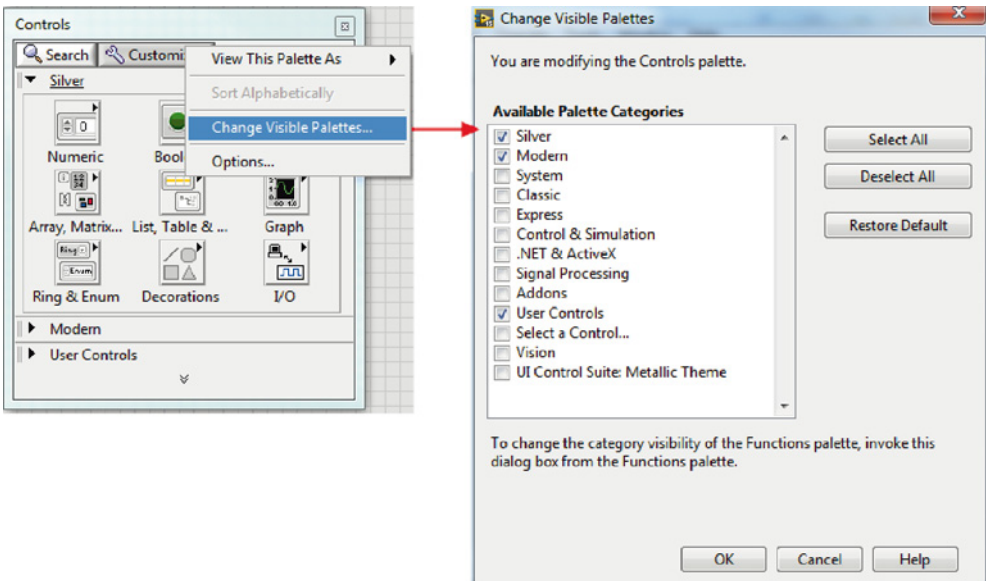 Controls
Search
Customi
View This Palette As
Sort Alphabetically
Change Visible Palettes...
Options...
Silver
0
Numeric
Bool
Array, Matrix...
List, Table & ...
Graph
Ring
Enum
Ring & Enum
Decorations
I/O
Modern
User Controls
Change Visible Palettes
You are modifying the Controls palette.
Available Palette Categories
Silver
Modern
System
Classic
Express
Control & Simulation
.NET & ActiveX
Signal Processing
Addons
User Controls
Select a Control...
Vision
UI Control Suite: Metallic Theme
Select All
Deselect All
Restore Default
To change the category visibility of the Functions palette, invoke this
dialog box from the Functions palette.
OK
Cancel
Help